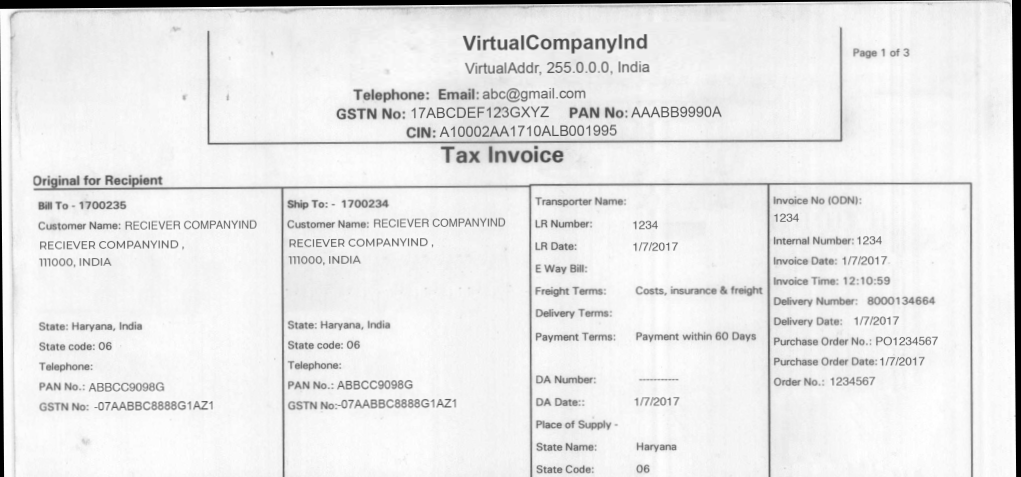 VirtualCompanyInd
Page 1 of 3
VirtualAddr, 255.0.0.0, India
Telephone: Email: abc@gmail.com
GSTN No: 17ABCDEF123GXYZ PAN No: AAABB9990A
CIN: A10002AA1710ALB001995
Tax Invoice
Original for Recipient
Bill To - 1700235
Customer Name: RECIEVER COMPANYIND
RECIEVER COMPANYIND ,
111000, INDIA
State: Haryana, India
State code: 06
Telephone:
PAN No.: ABBCC9098G
GSTN No: -07AABBC8888G1AZ1
Ship To: - 1700234
Customer Name: RECIEVER COMPANYIND
RECIEVER COMPANYIND ,
111000, INDIA
State: Haryana, India
State code: 06
Telephone:
PAN No.: ABBCC9098G
GSTN No:-07AABBC8888G1AZ1
Transporter Name:
LR Number: 1234
LR Date: 1/7/2017
E Way Bill:
Freight Terms: Costs, insurance & freight
Delivery Terms:
Payment Terms: Payment within 60 Days
DA Number: ----------
DA Date:: 1/7/2017
Place of Supply -
State Name: Haryana
State Code: 06
Invoice No (ODN):
1234
Internal Number: 1234
Invoice Date: 1/7/2017
Invoice Time: 12:10:59
Delivery Number: 8000134664
Delivery Date: 1/7/2017
Purchase Order No.: PO1234567
Purchase Order Date: 1/7/2017
Order No.: 1234567